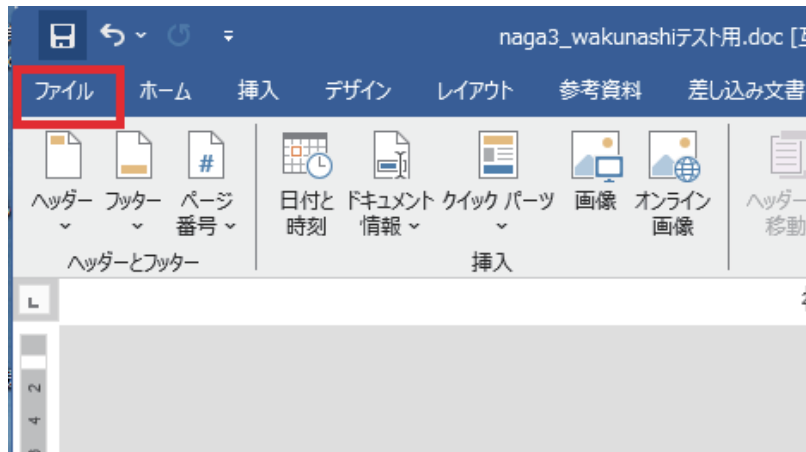 naga3_wakunashiテスト用.doc [互
ファイル ホーム 挿入 デザイン レイアウト 参考資料 差し込み文書
ヘッダー フッター ページ番号 日付と時刻 ドキュメント情報 クイック パーツ 画像 オンライン画像 ヘッダー 移動
ヘッダーとフッター 挿入
L
2
4